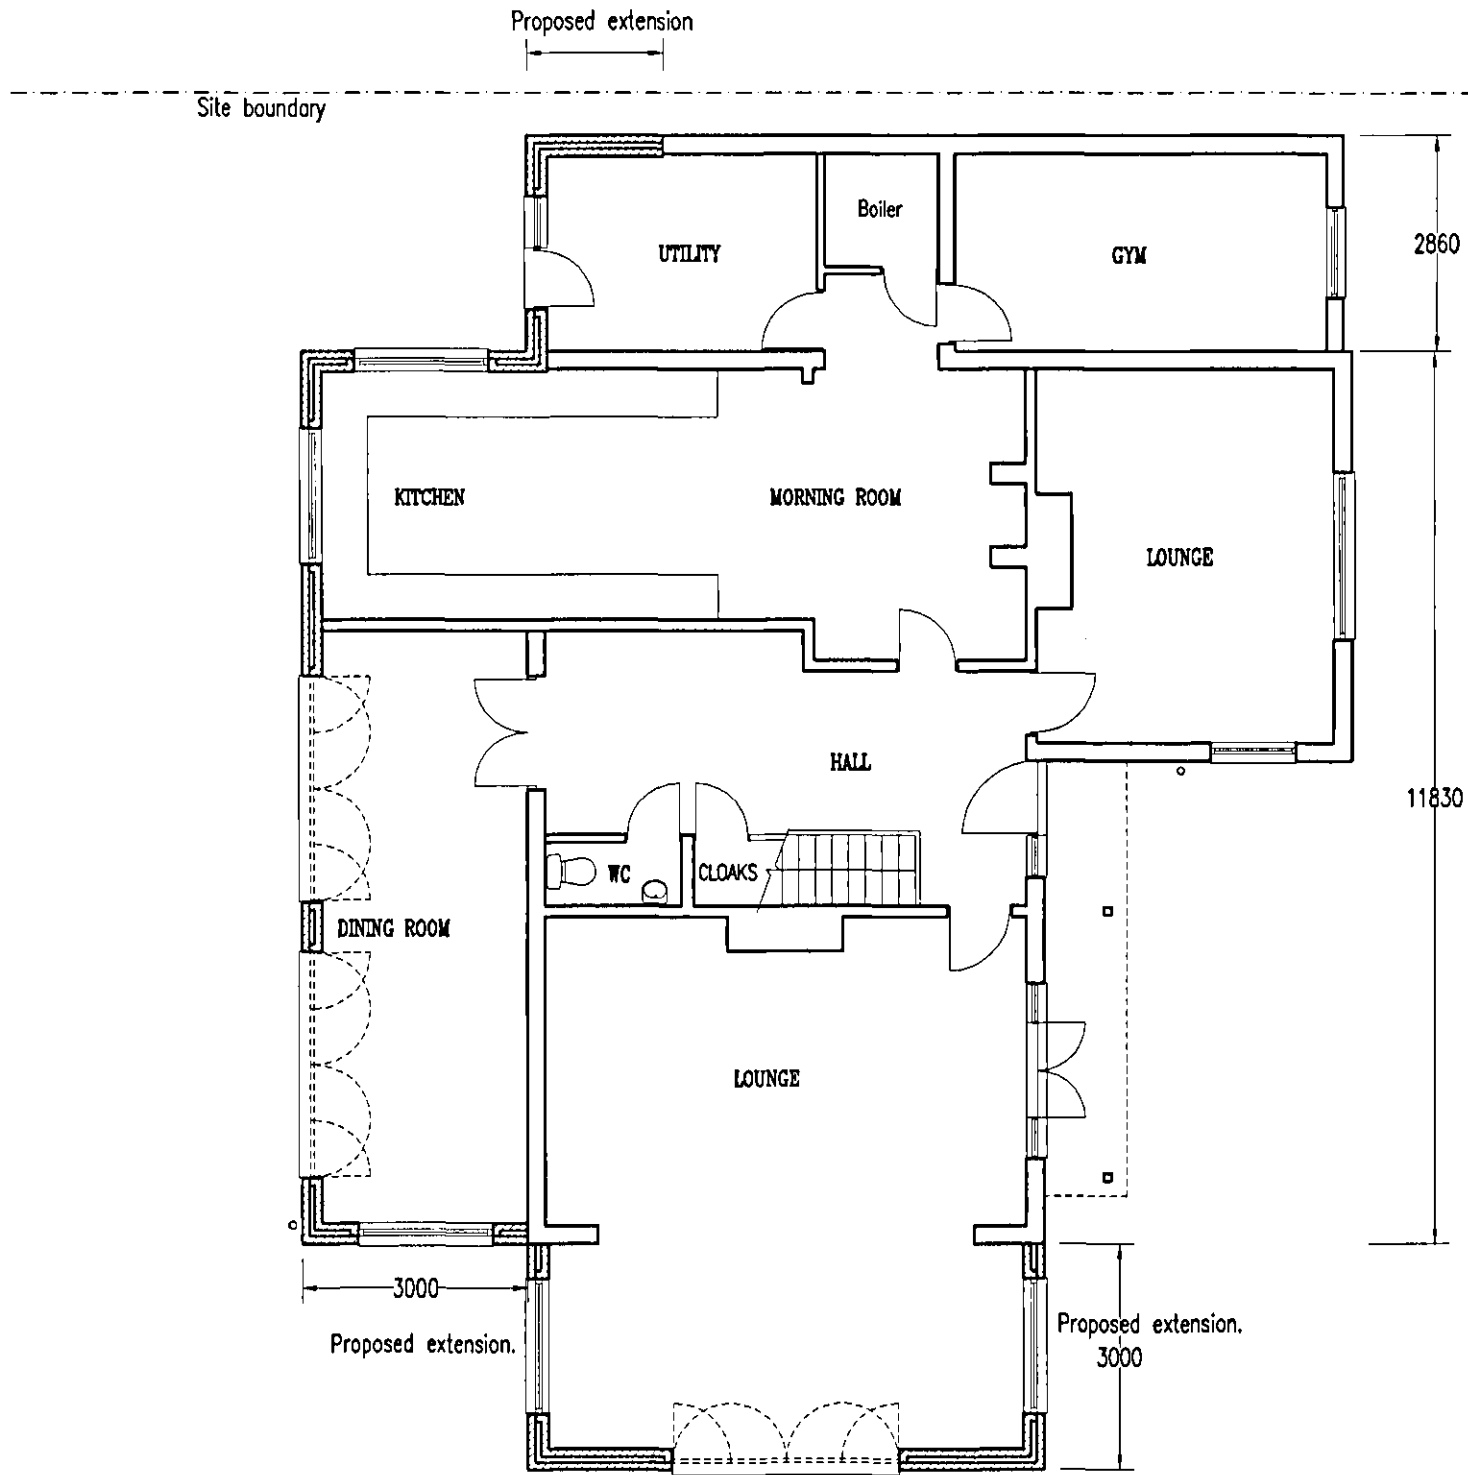 Proposed extension
Site boundary
Boiler
UTILITY
GYM
2860
KITCHEN
MORNING ROOM
LOUNGE
HALL
11830
WC
CLOAKS
DINING ROOM
LOUNGE
3000
Proposed extension.
Proposed extension.
3000